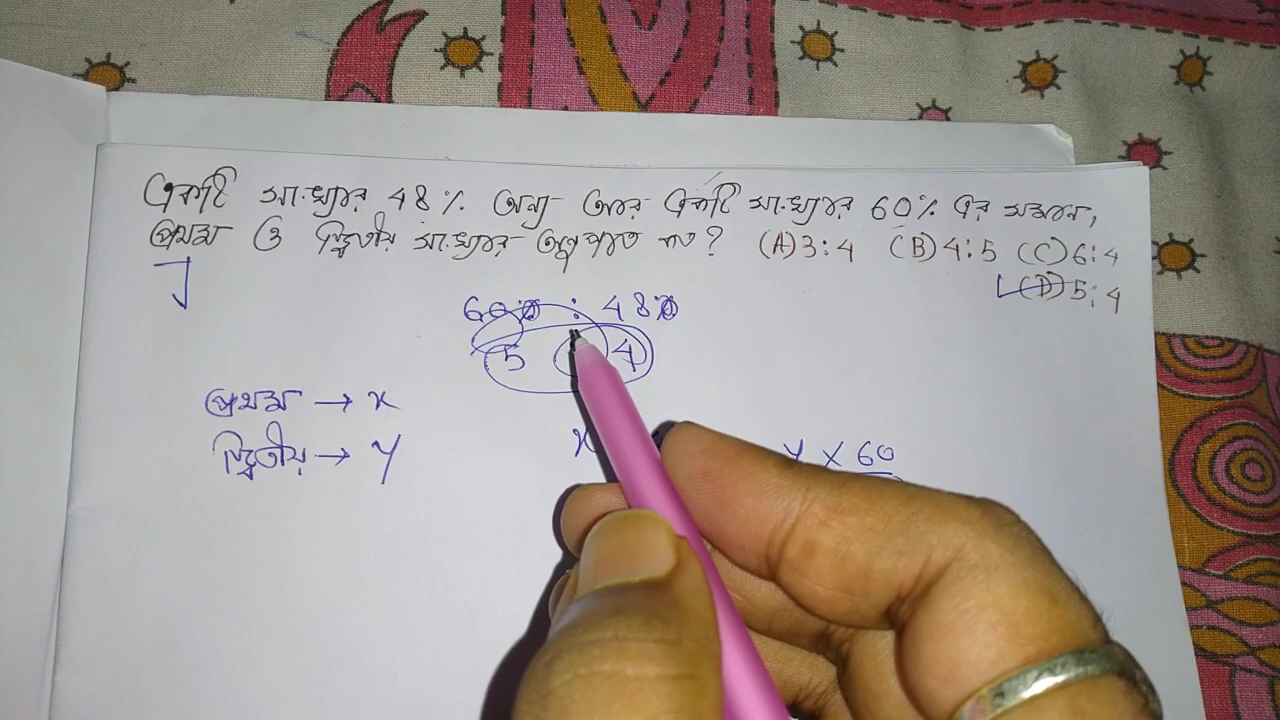 একটি সংখ্যার 48% অন্য আর একটি সংখ্যার 60% এর সমান,
প্রথম ও দ্বিতীয় সংখ্যার অনুপাত কত? (A) 3:4 (B) 4:5 (C) 6:4
(D) 5:4
60% : 48%
5 4
প্রথম → x
দ্বিতীয় → y
x y × 60